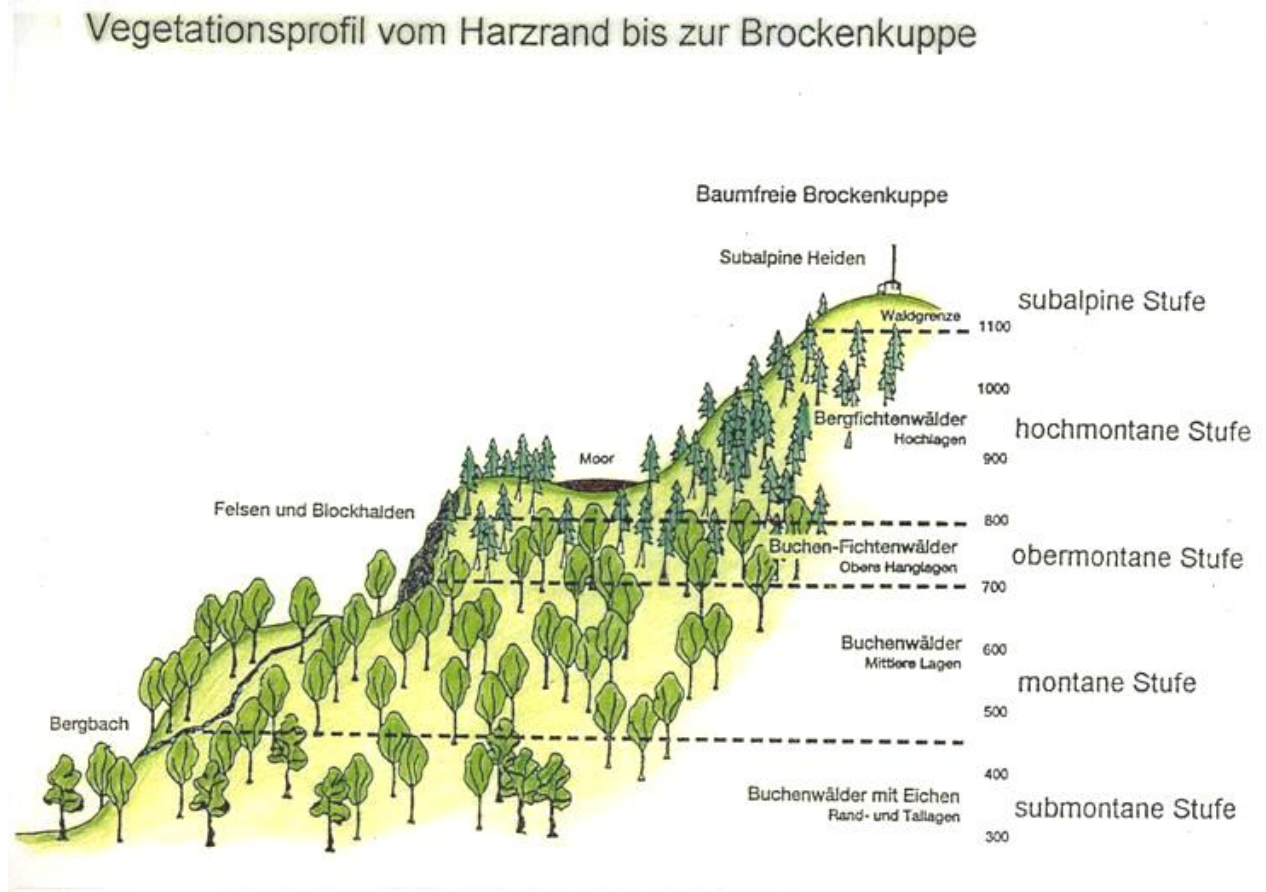 Vegetationsprofil vom Harzrand bis zur Brockenkuppe
Baumfreie Brockenkuppe
Subalpine Heiden
subalpine Stufe
Waldgrenze
1100
1000
Bergfichtenwälder
Hochlagen
hochmontane Stufe
900
Moor
Felsen und Blockhalden
800
Buchen-Fichtenwälder
Obere Hanglagen
obermontane Stufe
700
Buchenwälder
Mittlere Lagen
600
montane Stufe
500
Bergbach
400
Buchenwälder mit Eichen
Rand- und Tallagen
submontane Stufe
300